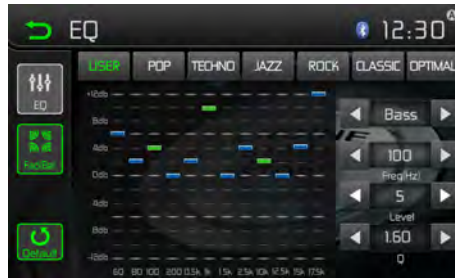 EQ 12:30
USER POP TECHNO JAZZ ROCK CLASSIC OPTIMAL
EQ
Fad/Bal
Default
+12db
8db
4db
0db
-4db
-8db
-12db
60 80 100 200 0.5k 1k 1.5k 2.5k 10k 12.5k 15k 17.5k
Bass
100
Freq(Hz)
5
Level
1.60
Q